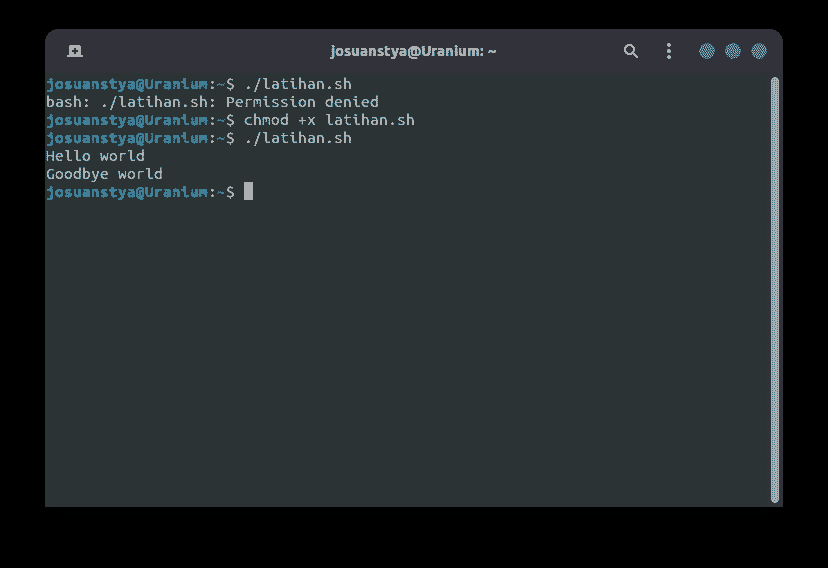 josuanstya@Uranium: ~
josuanstya@Uranium:~$ ./latihan.sh
bash: ./latihan.sh: Permission denied
josuanstya@Uranium:~$ chmod +x latihan.sh
josuanstya@Uranium:~$ ./latihan.sh
Hello world
Goodbye world
josuanstya@Uranium:~$